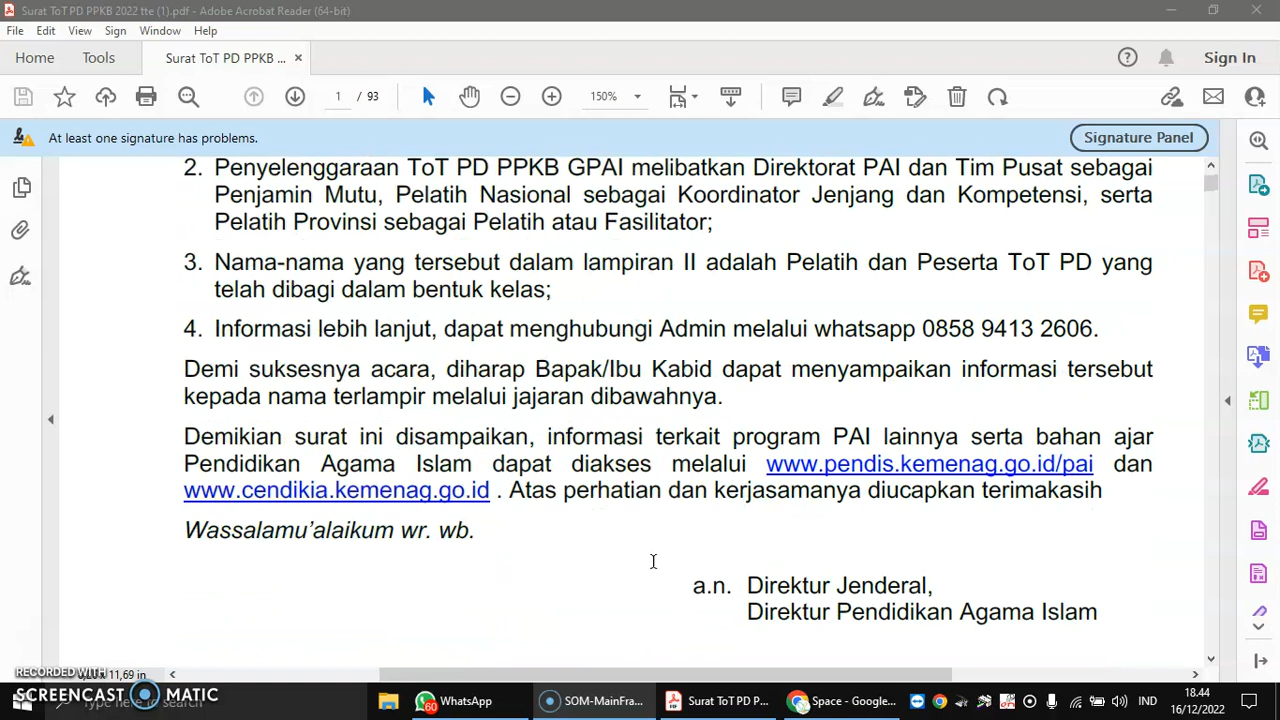 Surat ToT PD PPKB 2022 tte (1).pdf - Adobe Acrobat Reader (64-bit)
File Edit View Sign Window Help
Home Tools Surat ToT PD PPKB ... × Sign In
1 / 93 150%
At least one signature has problems. Signature Panel
2. Penyelenggaraan ToT PD PPKB GPAI melibatkan Direktorat PAI dan Tim Pusat sebagai
Penjamin Mutu, Pelatih Nasional sebagai Koordinator Jenjang dan Kompetensi, serta
Pelatih Provinsi sebagai Pelatih atau Fasilitator;
3. Nama-nama yang tersebut dalam lampiran II adalah Pelatih dan Peserta ToT PD yang
telah dibagi dalam bentuk kelas;
4. Informasi lebih lanjut, dapat menghubungi Admin melalui whatsapp 0858 9413 2606.
Demi suksesnya acara, diharap Bapak/Ibu Kabid dapat menyampaikan informasi tersebut
kepada nama terlampir melalui jajaran dibawahnya.
Demikian surat ini disampaikan, informasi terkait program PAI lainnya serta bahan ajar
Pendidikan Agama Islam dapat diakses melalui www.pendis.kemenag.go.id/pai dan
www.cendikia.kemenag.go.id . Atas perhatian dan kerjasamanya diucapkan terimakasih
Wassalamu'alaikum wr. wb.
a.n. Direktur Jenderal,
Direktur Pendidikan Agama Islam
RECORDED WITH
11,69 in
SCREENCAST MATIC
Type here to search
60 WhatsApp SOM-MainFra... Surat ToT PD P... Space - Google... IND 18.44
16/12/2022